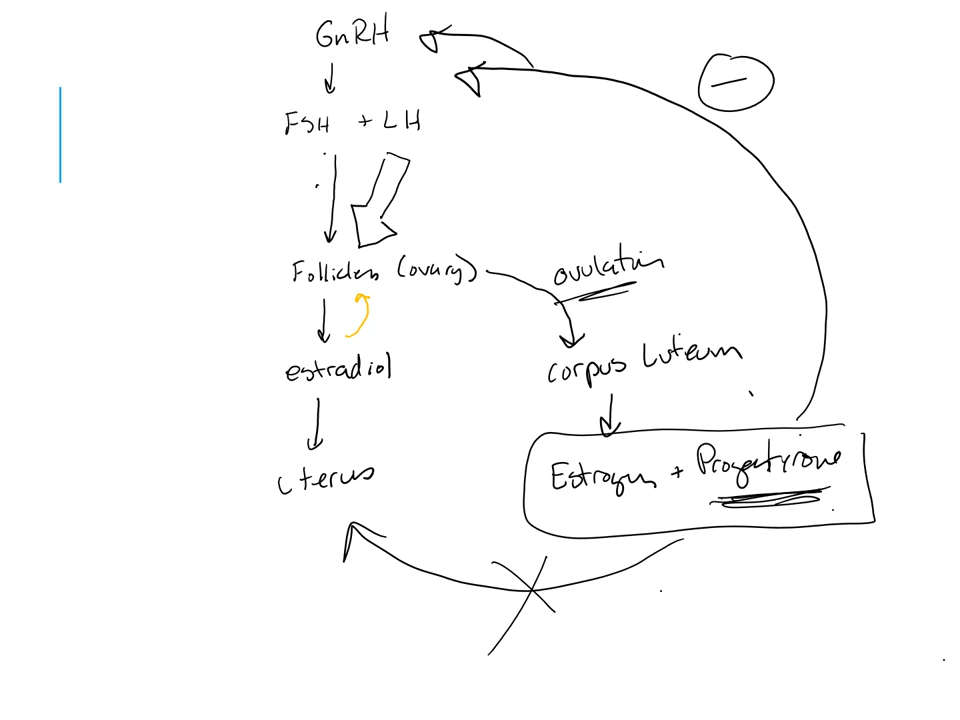 GnRH
FSH + LH
Follicles (ovary)
ovulation
estradiol
corpus Luteum
uterus
Estrogen + Progesterone